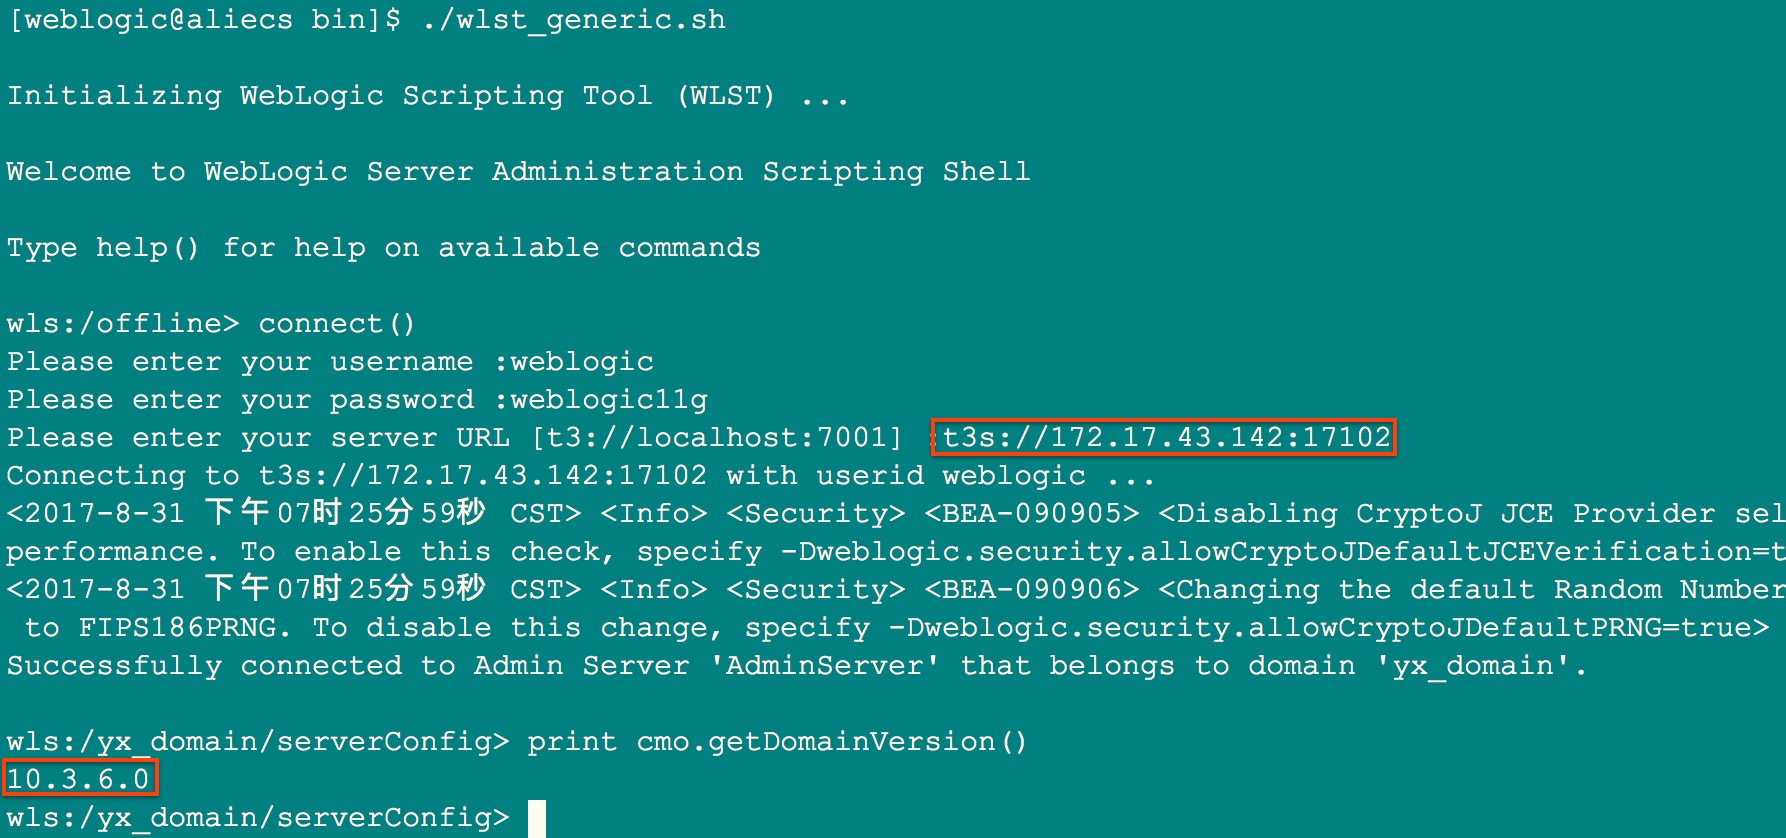 [weblogic@aliecs bin]$ ./wlst_generic.sh
Initializing WebLogic Scripting Tool (WLST) ...
Welcome to WebLogic Server Administration Scripting Shell
Type help() for help on available commands
wls:/offline> connect()
Please enter your username :weblogic
Please enter your password :weblogic11g
Please enter your server URL [t3://localhost:7001] :t3s://172.17.43.142:17102
Connecting to t3s://172.17.43.142:17102 with userid weblogic ...
<2017-8-31 下午07时25分59秒 CST> <Info> <Security> <BEA-090905> <Disabling CryptoJ JCE Provider sel
performance. To enable this check, specify -Dweblogic.security.allowCryptoJDefaultJCEVerification=t
<2017-8-31 下午07时25分59秒 CST> <Info> <Security> <BEA-090906> <Changing the default Random Number
to FIPS186PRNG. To disable this change, specify -Dweblogic.security.allowCryptoJDefaultPRNG=true>
Successfully connected to Admin Server 'AdminServer' that belongs to domain 'yx_domain'.
wls:/yx_domain/serverConfig> print cmo.getDomainVersion()
10.3.6.0
wls:/yx_domain/serverConfig>